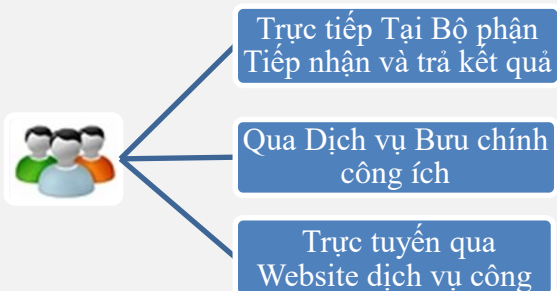 Trực tiếp Tại Bộ phận
Tiếp nhận và trả kết quả
Qua Dịch vụ Bưu chính
công ích
Trực tuyến qua
Website dịch vụ công